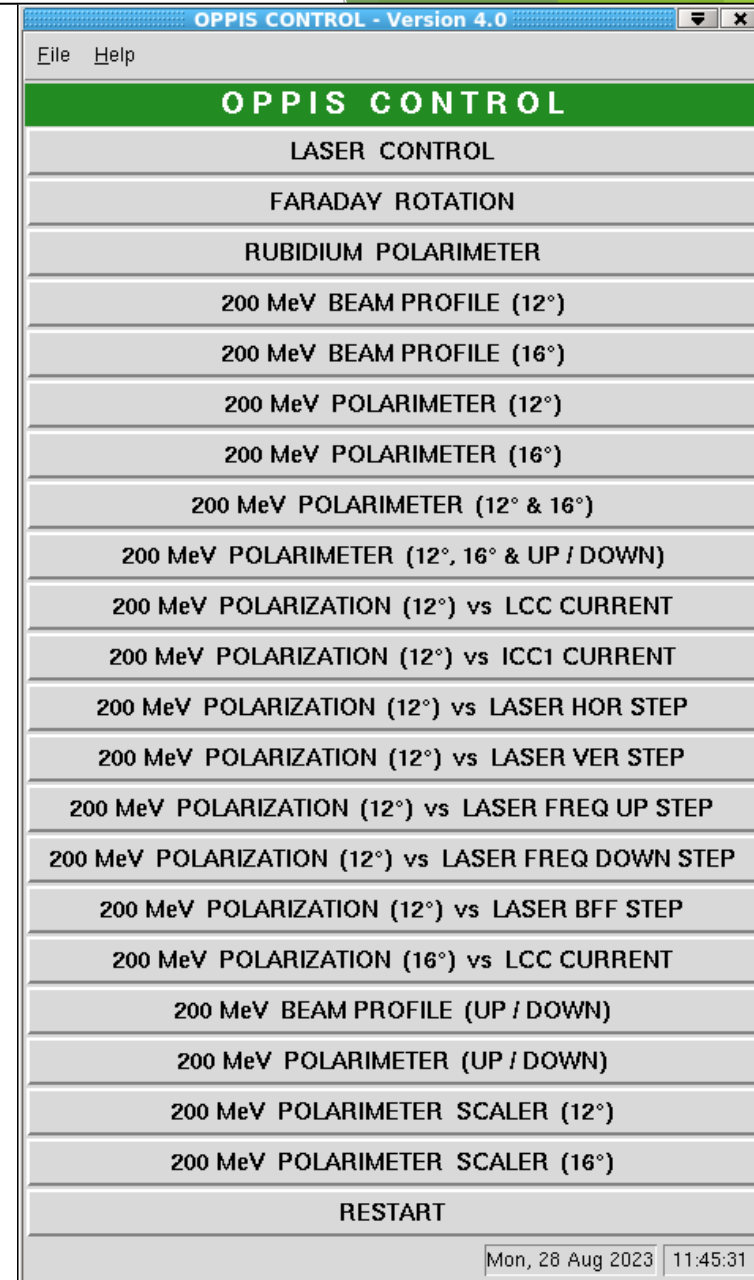 OPPIS CONTROL - Version 4.0
File Help
OPPIS CONTROL
LASER CONTROL
FARADAY ROTATION
RUBIDIUM POLARIMETER
200 MeV BEAM PROFILE (12°)
200 MeV BEAM PROFILE (16°)
200 MeV POLARIMETER (12°)
200 MeV POLARIMETER (16°)
200 MeV POLARIMETER (12° & 16°)
200 MeV POLARIMETER (12°, 16° & UP / DOWN)
200 MeV POLARIZATION (12°) vs LCC CURRENT
200 MeV POLARIZATION (12°) vs ICC1 CURRENT
200 MeV POLARIZATION (12°) vs LASER HOR STEP
200 MeV POLARIZATION (12°) vs LASER VER STEP
200 MeV POLARIZATION (12°) vs LASER FREQ UP STEP
200 MeV POLARIZATION (12°) vs LASER FREQ DOWN STEP
200 MeV POLARIZATION (12°) vs LASER BFF STEP
200 MeV POLARIZATION (16°) vs LCC CURRENT
200 MeV BEAM PROFILE (UP / DOWN)
200 MeV POLARIMETER (UP / DOWN)
200 MeV POLARIMETER SCALER (12°)
200 MeV POLARIMETER SCALER (16°)
RESTART
Mon, 28 Aug 2023 11:45:31